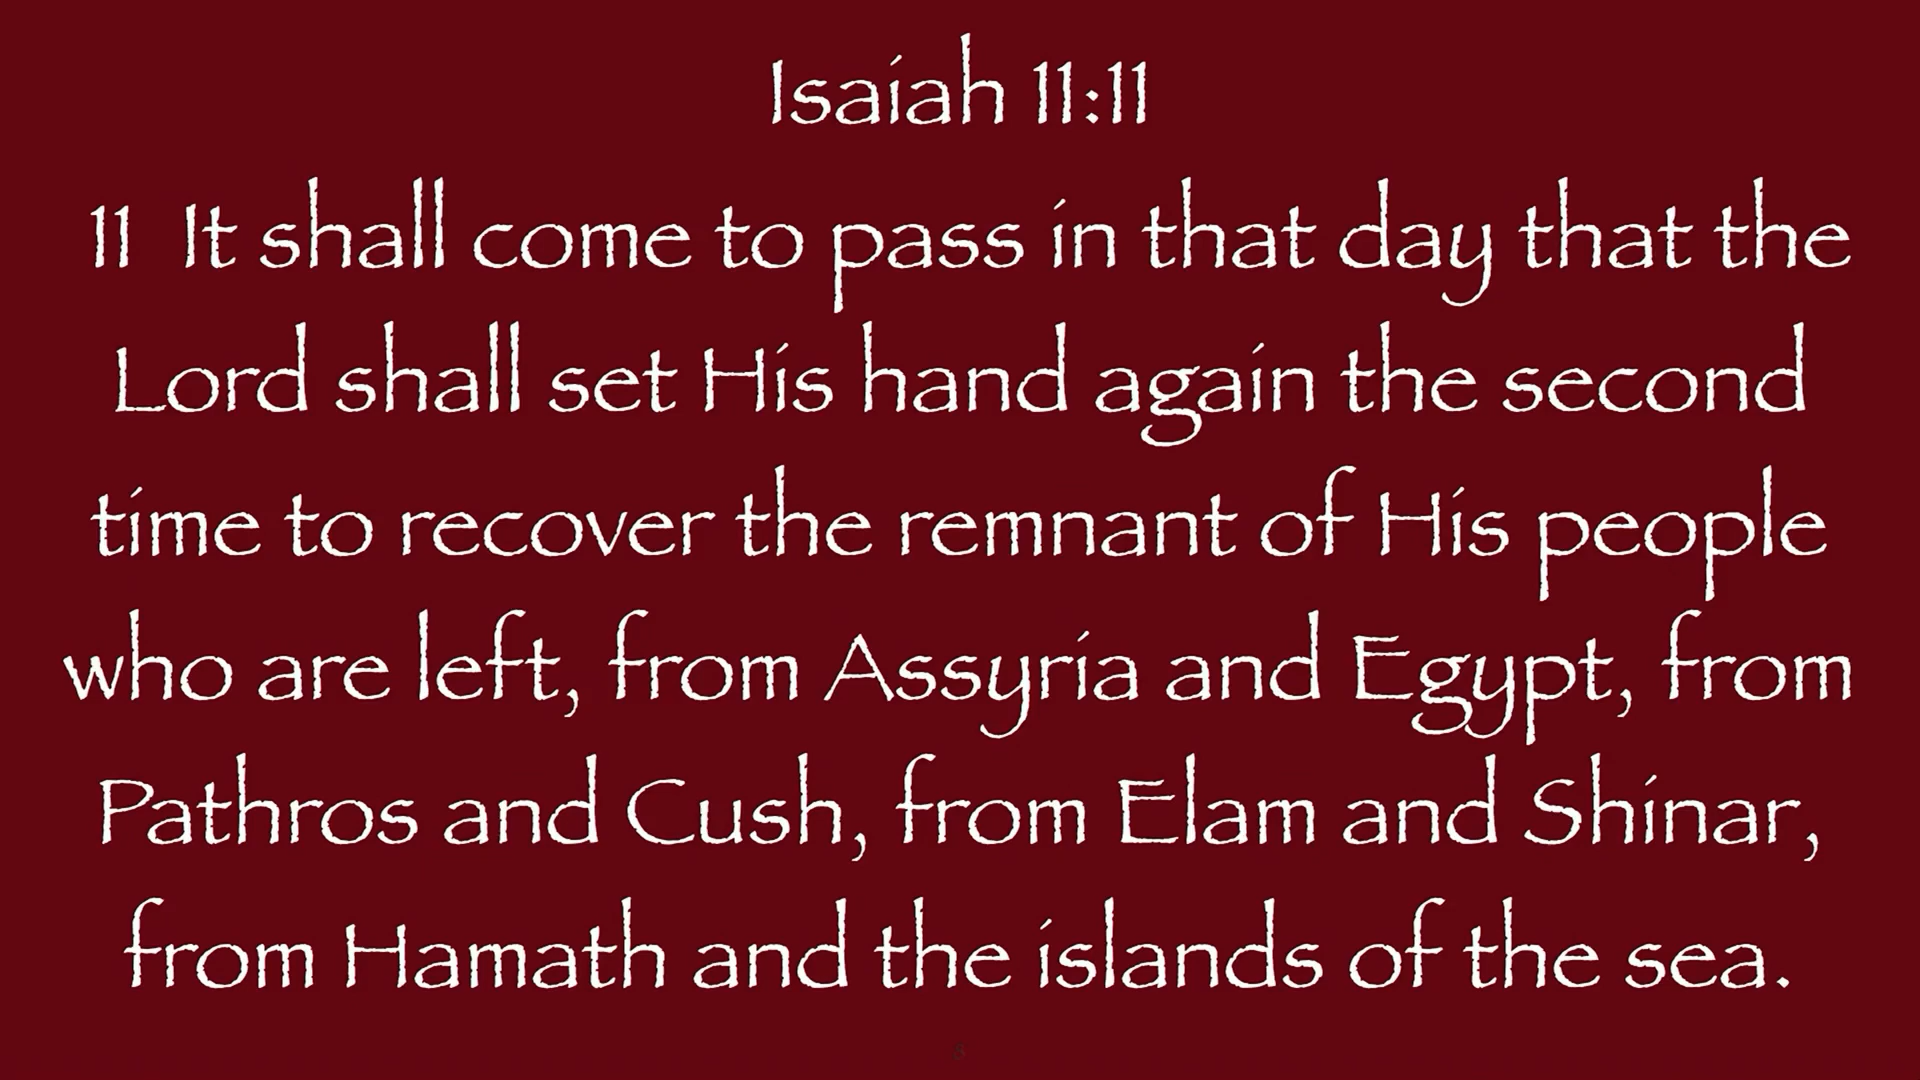 Isaiah 11:11
11 It shall come to pass in that day that the
Lord shall set His hand again the second
time to recover the remnant of His people
who are left, from Assyria and Egypt, from
Pathros and Cush, from Elam and Shinar,
from Hamath and the islands of the sea.
8